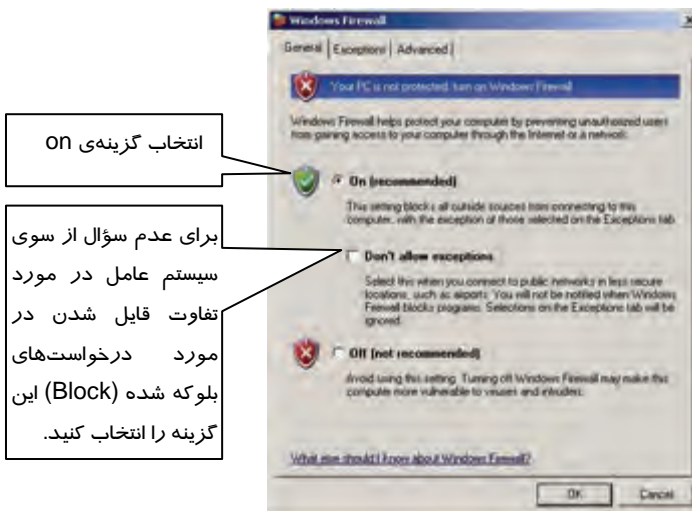 Windows Firewall
General
Exceptions
Advanced
Your PC is not protected: turn on Windows Firewall
Windows Firewall helps protect your computer by preventing unauthorized users
from gaining access to your computer through the Internet or a network.
انتخاب گزینه‌ی on
On (recommended)
This setting blocks all outside sources from connecting to this
computer, with the exception of those selected on the Exceptions tab.
برای عدم سؤال از سوی
سیستم عامل در مورد
تفاوت قایل شدن در
مورد درخواست‌های
بلوکه شده (Block) این
گزینه را انتخاب کنید.
Don't allow exceptions
Select this when you connect to public networks in less secure
locations, such as airports. You will not be notified when Windows
Firewall blocks programs. Selections on the Exceptions tab will be
ignored.
Off (not recommended)
Avoid using this setting. Turning off Windows Firewall may make this
computer more vulnerable to viruses and intruders.
What else should I know about Windows Firewall?
OK
Cancel